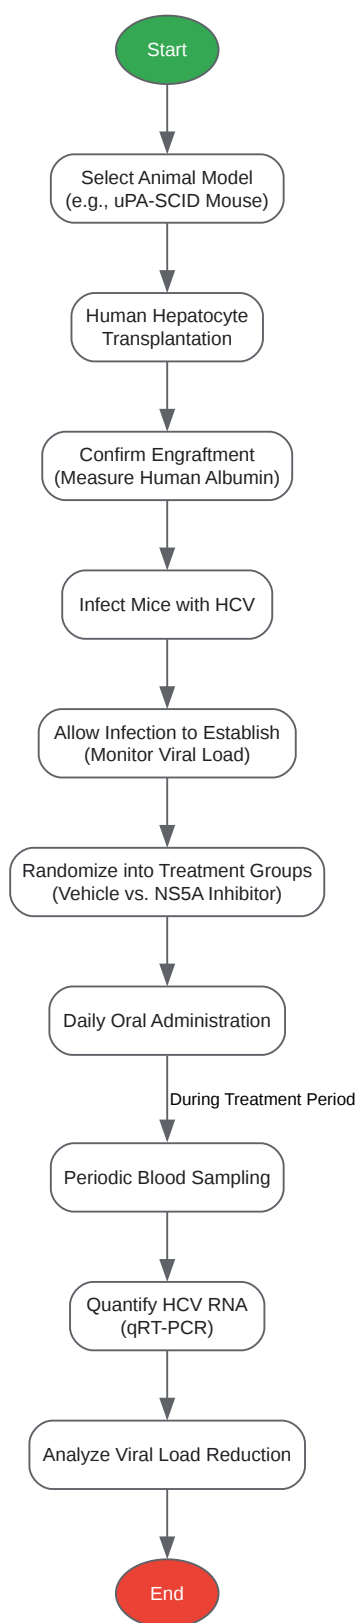 Start
Select Animal Model
(e.g., uPA-SCID Mouse)
Human Hepatocyte
Transplantation
Confirm Engraftment
(Measure Human Albumin)
Infect Mice with HCV
Allow Infection to Establish
(Monitor Viral Load)
Randomize into Treatment Groups
(Vehicle vs. NS5A Inhibitor)
Daily Oral Administration
During Treatment Period
Periodic Blood Sampling
Quantify HCV RNA
(qRT-PCR)
Analyze Viral Load Reduction
End